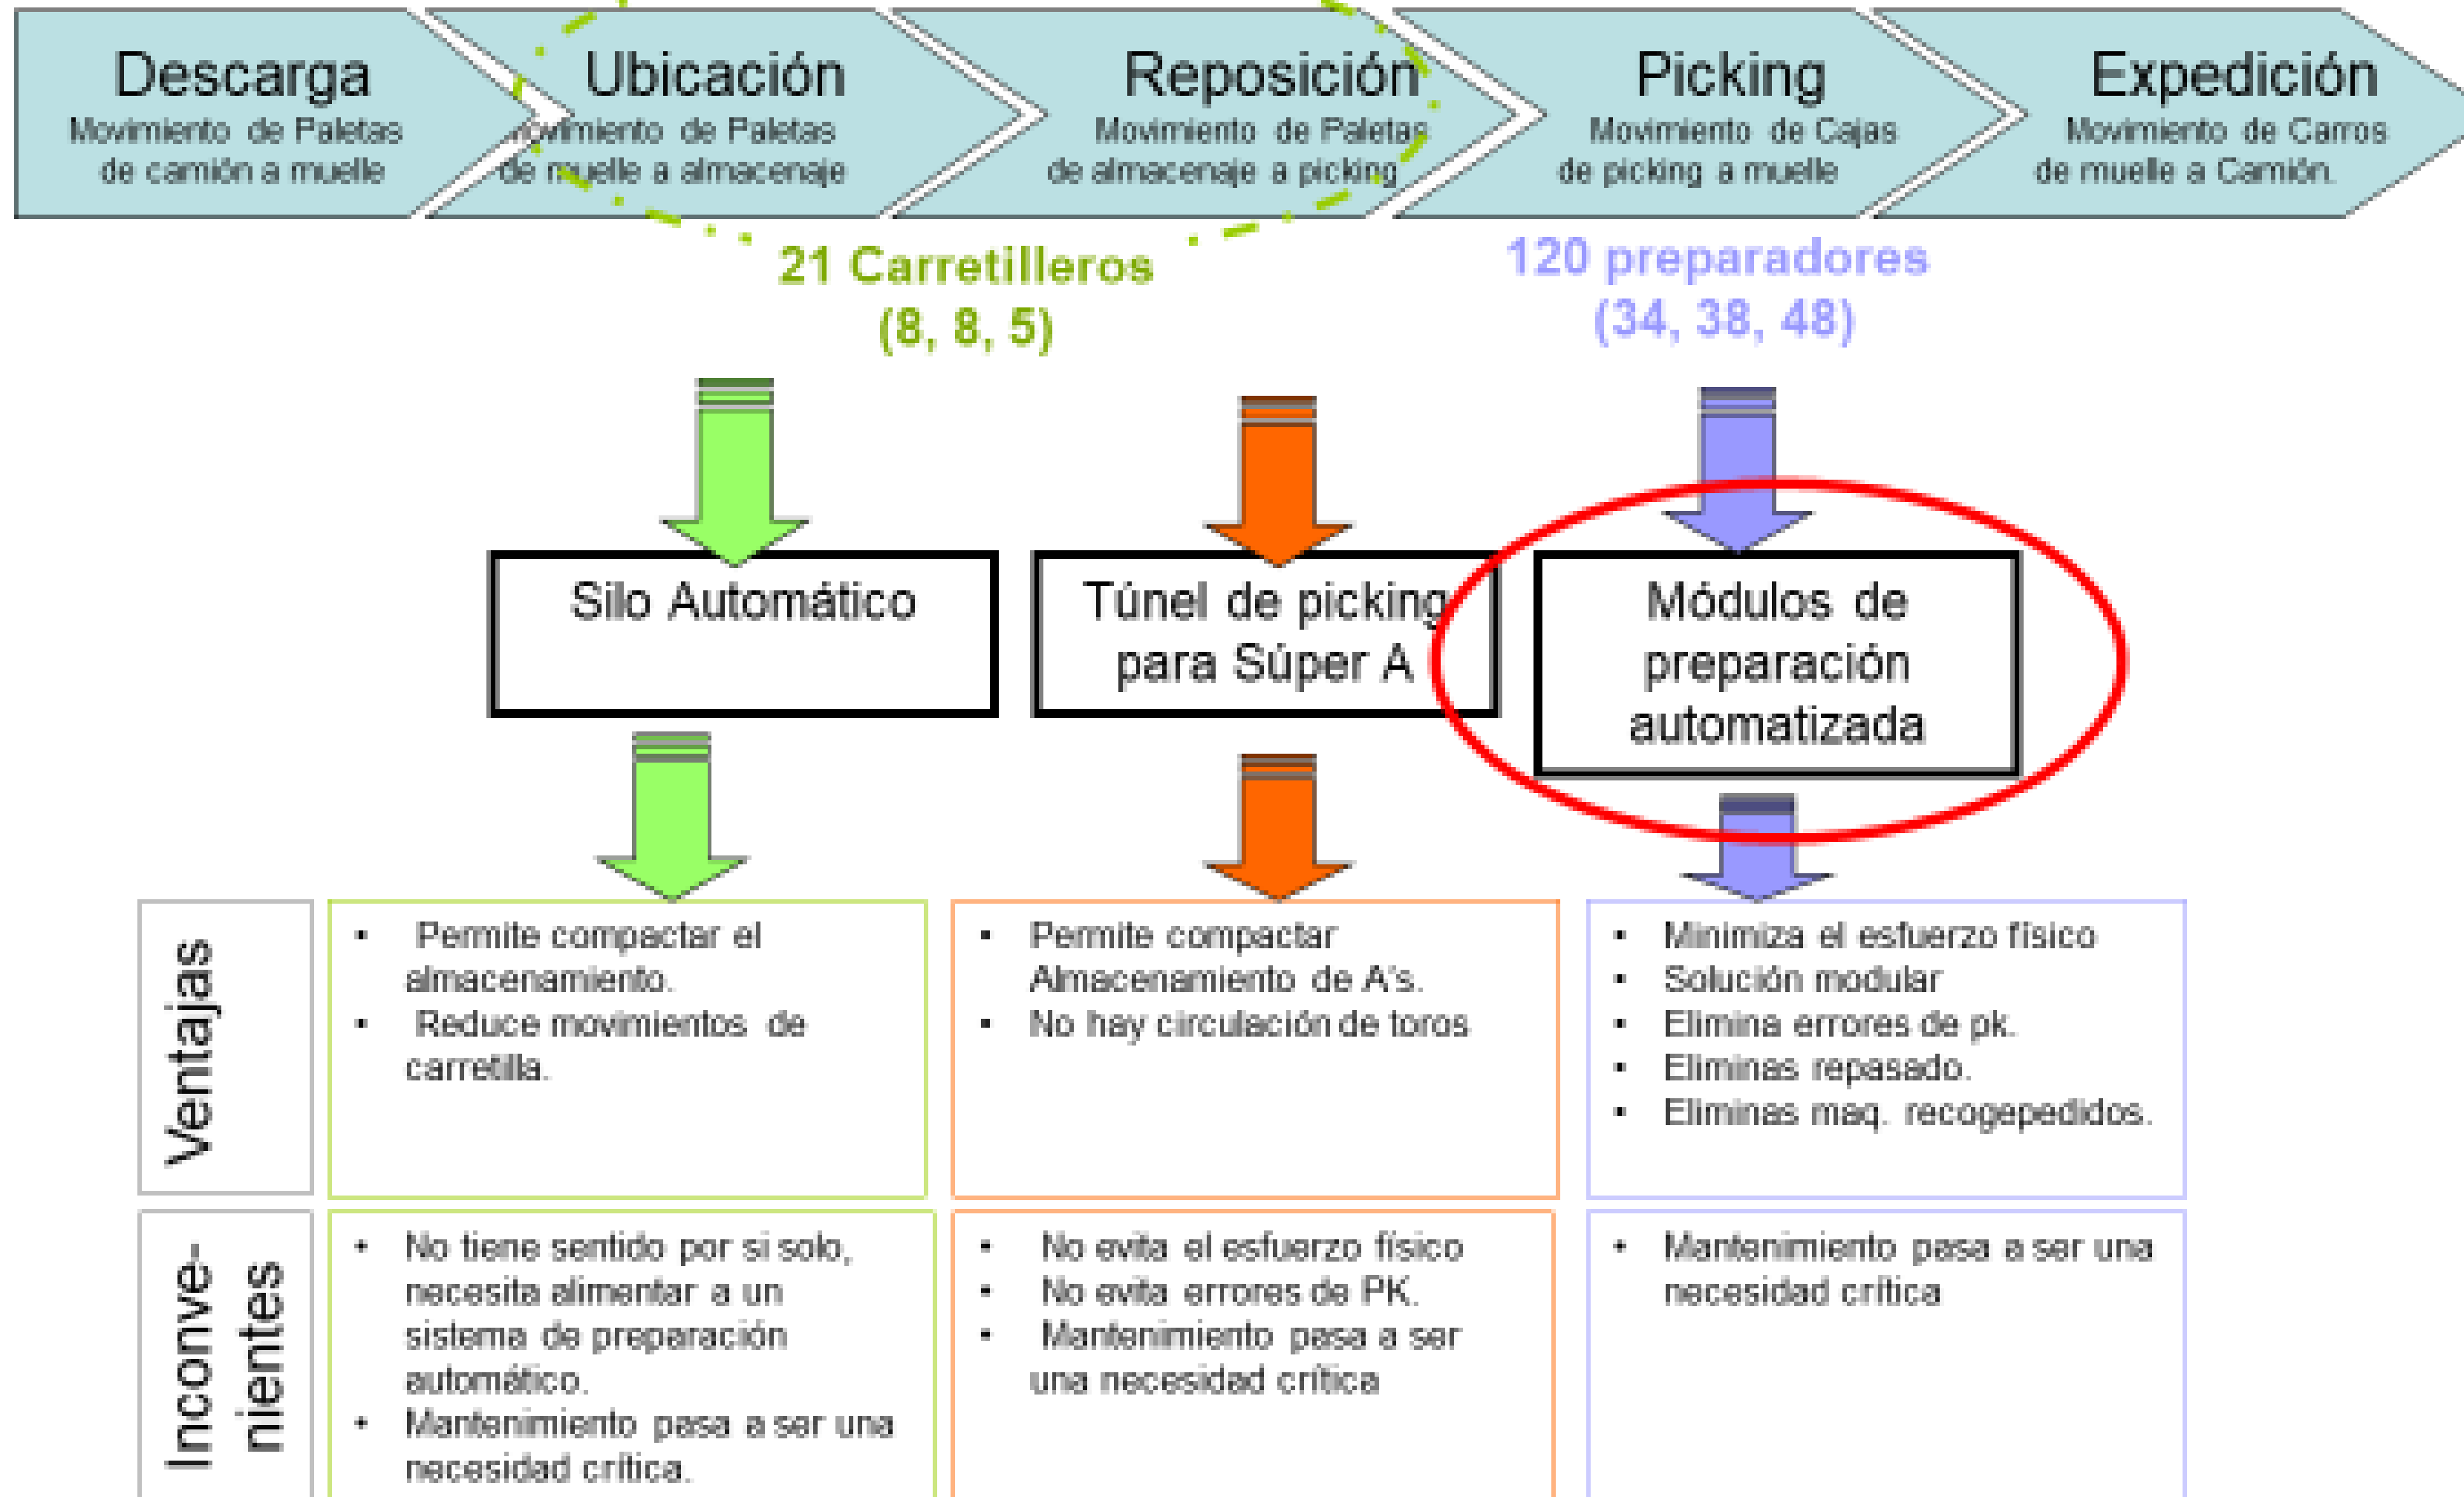 Descarga
Movimiento de Paletas
de camión a muelle
Ubicación
Movimiento de Paletas
de muelle a almacenaje
Reposición
Movimiento de Paletas
de almacenaje a picking
Picking
Movimiento de Cajas
de picking a muelle
Expedición
Movimiento de Carros
de muelle a Camión.
21 Carretilleros
(8, 8, 5)
120 preparadores
(34, 38, 48)
Silo Automático
Túnel de picking
para Súper A
Módulos de
preparación
automatizada
Ventajas
• Permite compactar el
almacenamiento.
• Reduce movimientos de
carretilla.
• Permite compactar
Almacenamiento de A's.
• No hay circulación de toros
• Minimiza el esfuerzo físico
• Solución modular
• Elimina errores de pk.
• Eliminas repasado.
• Eliminas maq. recogepedidos.
Inconve-
nientes
• No tiene sentido por si solo,
necesita alimentar a un
sistema de preparación
automático.
• Mantenimiento pasa a ser una
necesidad crítica.
• No evita el esfuerzo físico
• No evita errores de PK.
• Mantenimiento pasa a ser
una necesidad crítica
• Mantenimiento pasa a ser una
necesidad crítica